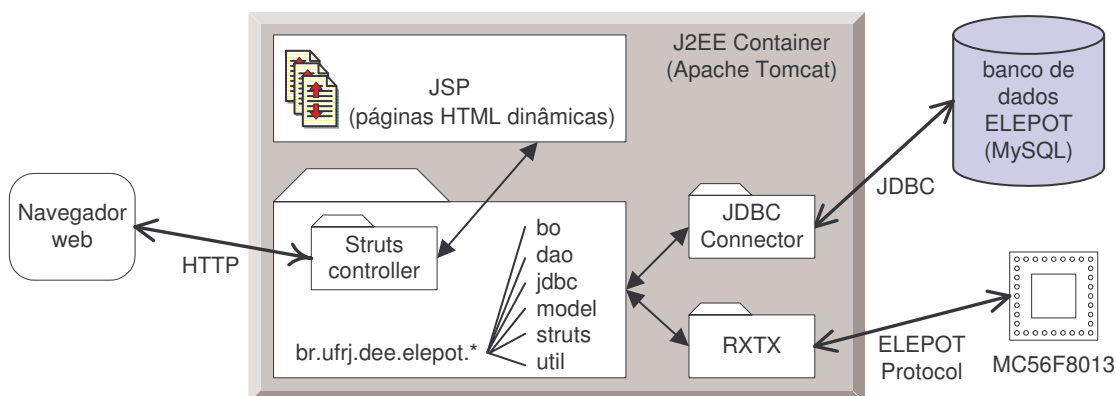 J2EE Container
(Apache Tomcat)
JSP
(páginas HTML dinâmicas)
banco de
dados
ELEPOT
(MySQL)
JDBC
Navegador
web
HTTP
Struts
controller
bo
dao
jdbc
model
struts
util
br.ufrj.dee.elepot.*
JDBC
Connector
RXTX
ELEPOT
Protocol
MC56F8013